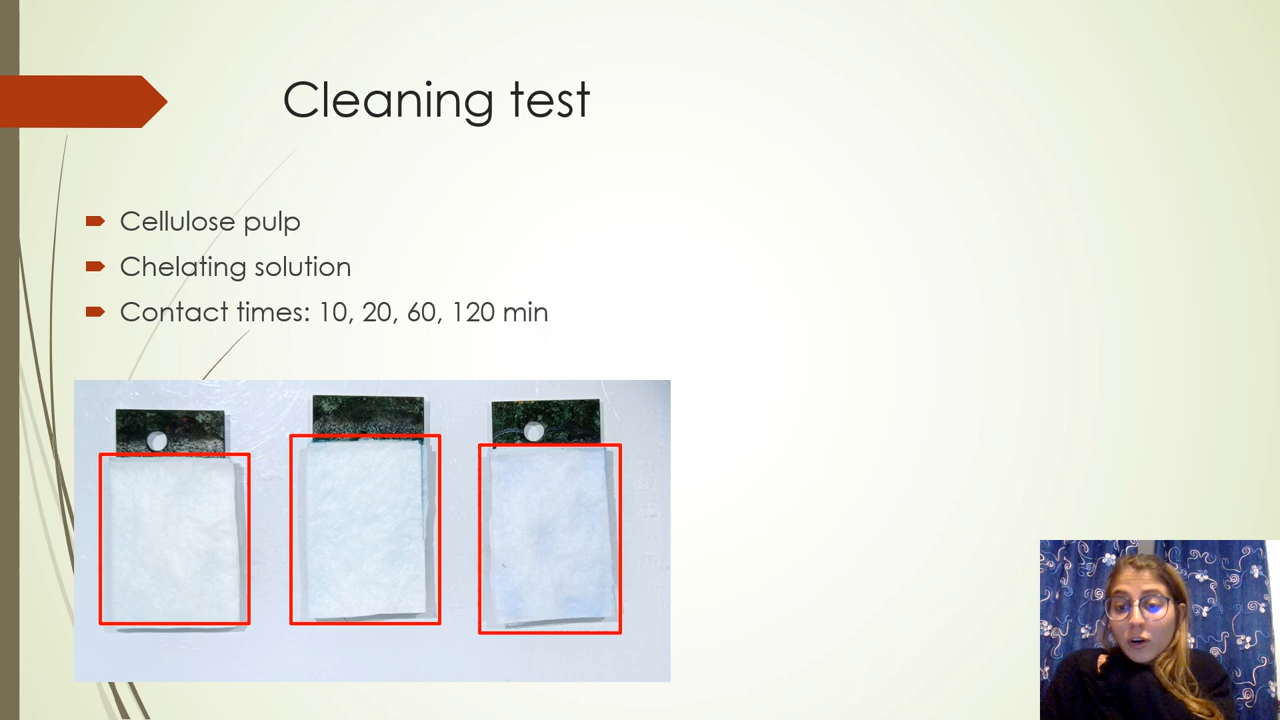 Cleaning test
Cellulose pulp
Chelating solution
Contact times: 10, 20, 60, 120 min